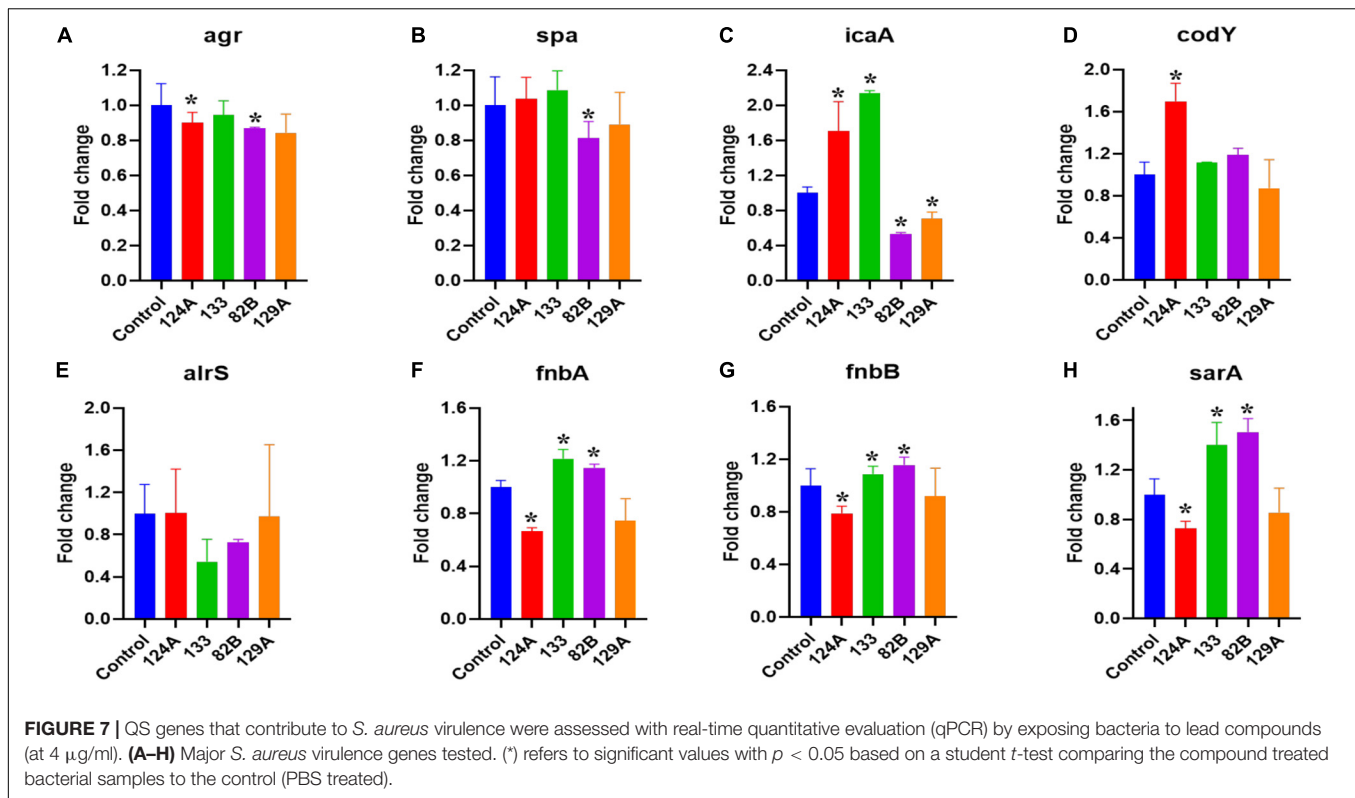 A
agr
Fold change
1.2
1.0
0.8
0.6
0.4
0.2
0.0
*
*
Control
124A
133
82B
129A
B
spa
Fold change
1.2
1.0
0.8
0.6
0.4
0.2
0.0
*
Control
124A
133
82B
129A
C
icaA
Fold change
2.4
2.0
1.6
1.2
0.8
0.4
0.0
*
*
*
*
Control
124A
133
82B
129A
D
codY
Fold change
2.0
1.6
1.2
0.8
0.4
0.0
*
Control
124A
133
82B
129A
E
alrS
Fold change
2.0
1.6
1.2
0.8
0.4
0.0
Control
124A
133
82B
129A
F
fnbA
Fold change
1.6
1.2
0.8
0.4
0.0
*
*
*
Control
124A
133
82B
129A
G
fnbB
Fold change
1.6
1.2
0.8
0.4
0.0
*
*
*
Control
124A
133
82B
129A
H
sarA
Fold change
1.6
1.2
0.8
0.4
0.0
*
*
*
Control
124A
133
82B
129A
FIGURE 7 | QS genes that contribute to S. aureus virulence were assessed with real-time quantitative evaluation (qPCR) by exposing bacteria to lead compounds
(at 4 μg/ml). (A–H) Major S. aureus virulence genes tested. (*) refers to significant values with p < 0.05 based on a student t-test comparing the compound treated
bacterial samples to the control (PBS treated).